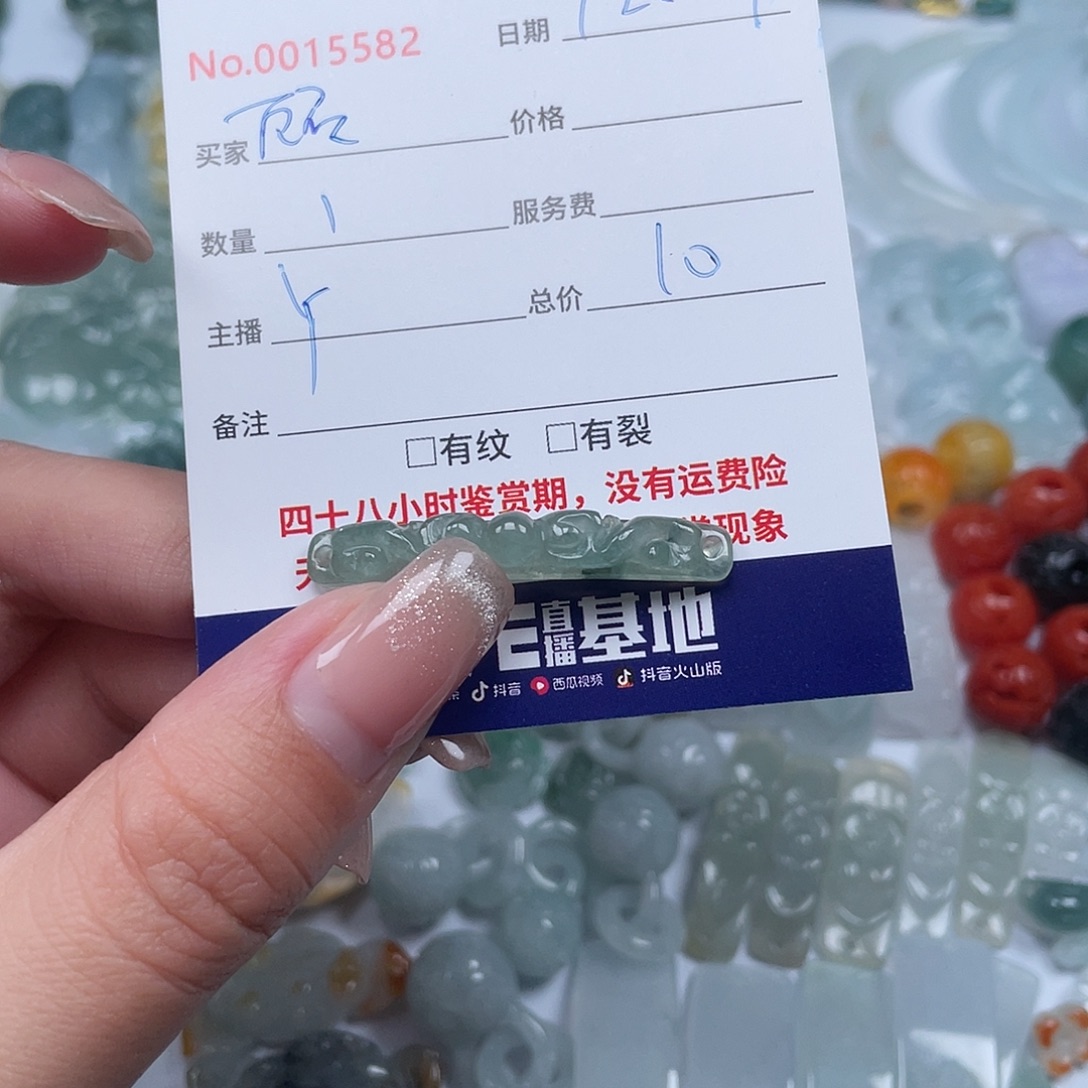 No.0015582 日期
买家 价格
数量 1 服务费
主播 Y 总价 10
备注
□有纹 □有裂
四十八小时鉴赏期，没有运费险
现象
直播基地
抖音 西瓜视频 抖音火山版